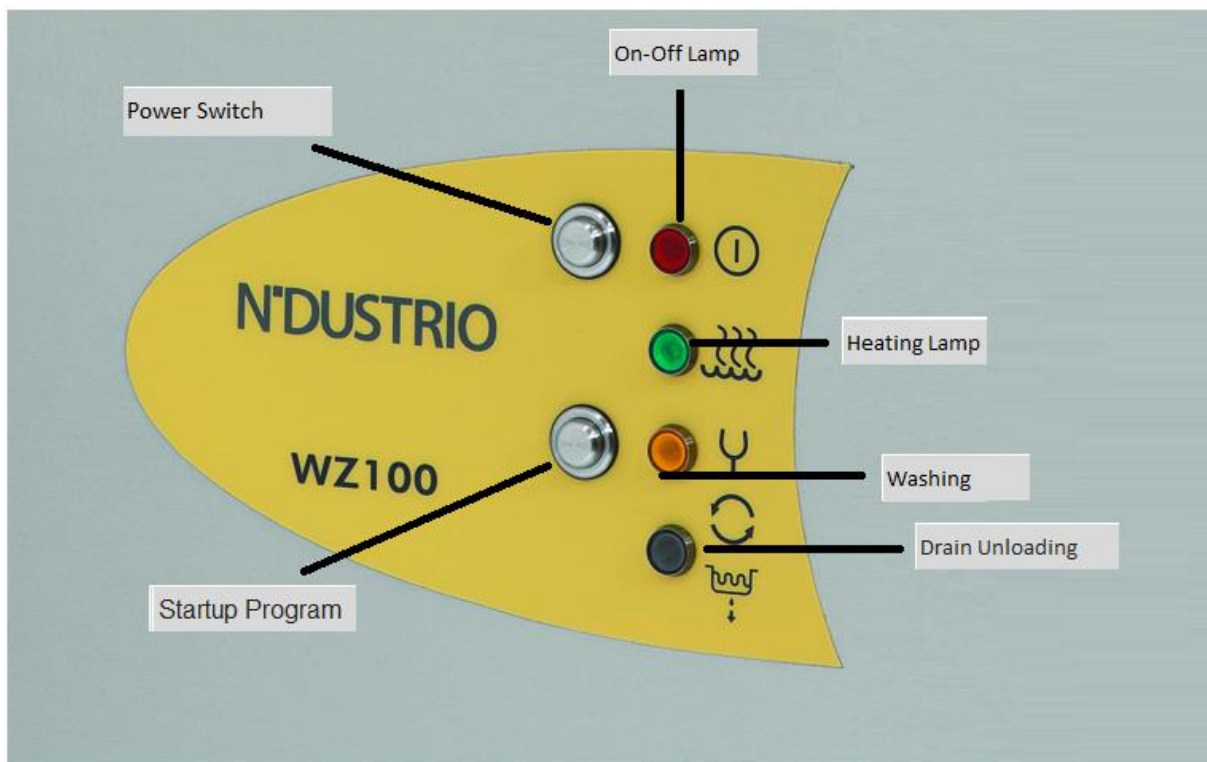 On-Off Lamp
Power Switch
N'DUSTRIO
Heating Lamp
WZ100
Washing
Drain Unloading
Startup Program